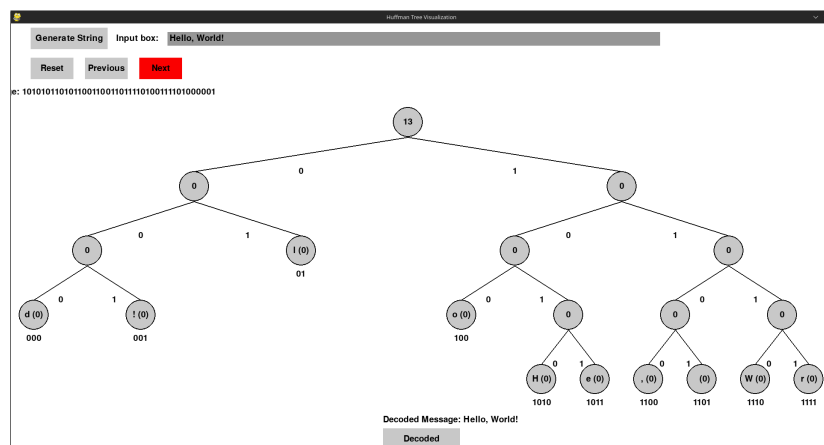 Huffman Tree Visualization
Generate String Input box: Hello, World!
Reset Previous Next
e: 101010110101100110011011110100111101000001
13
0 1
0 0
0 1 0 1
0 l (0) 0 0
01
0 1 0 1 0 1
d (0) ! (0) o (0) 0 0 0
000 001 100
0 1 0 1 0 1
H (0) e (0) , (0) (0) W (0) r (0)
1010 1011 1100 1101 1110 1111
Decoded Message: Hello, World!
Decoded